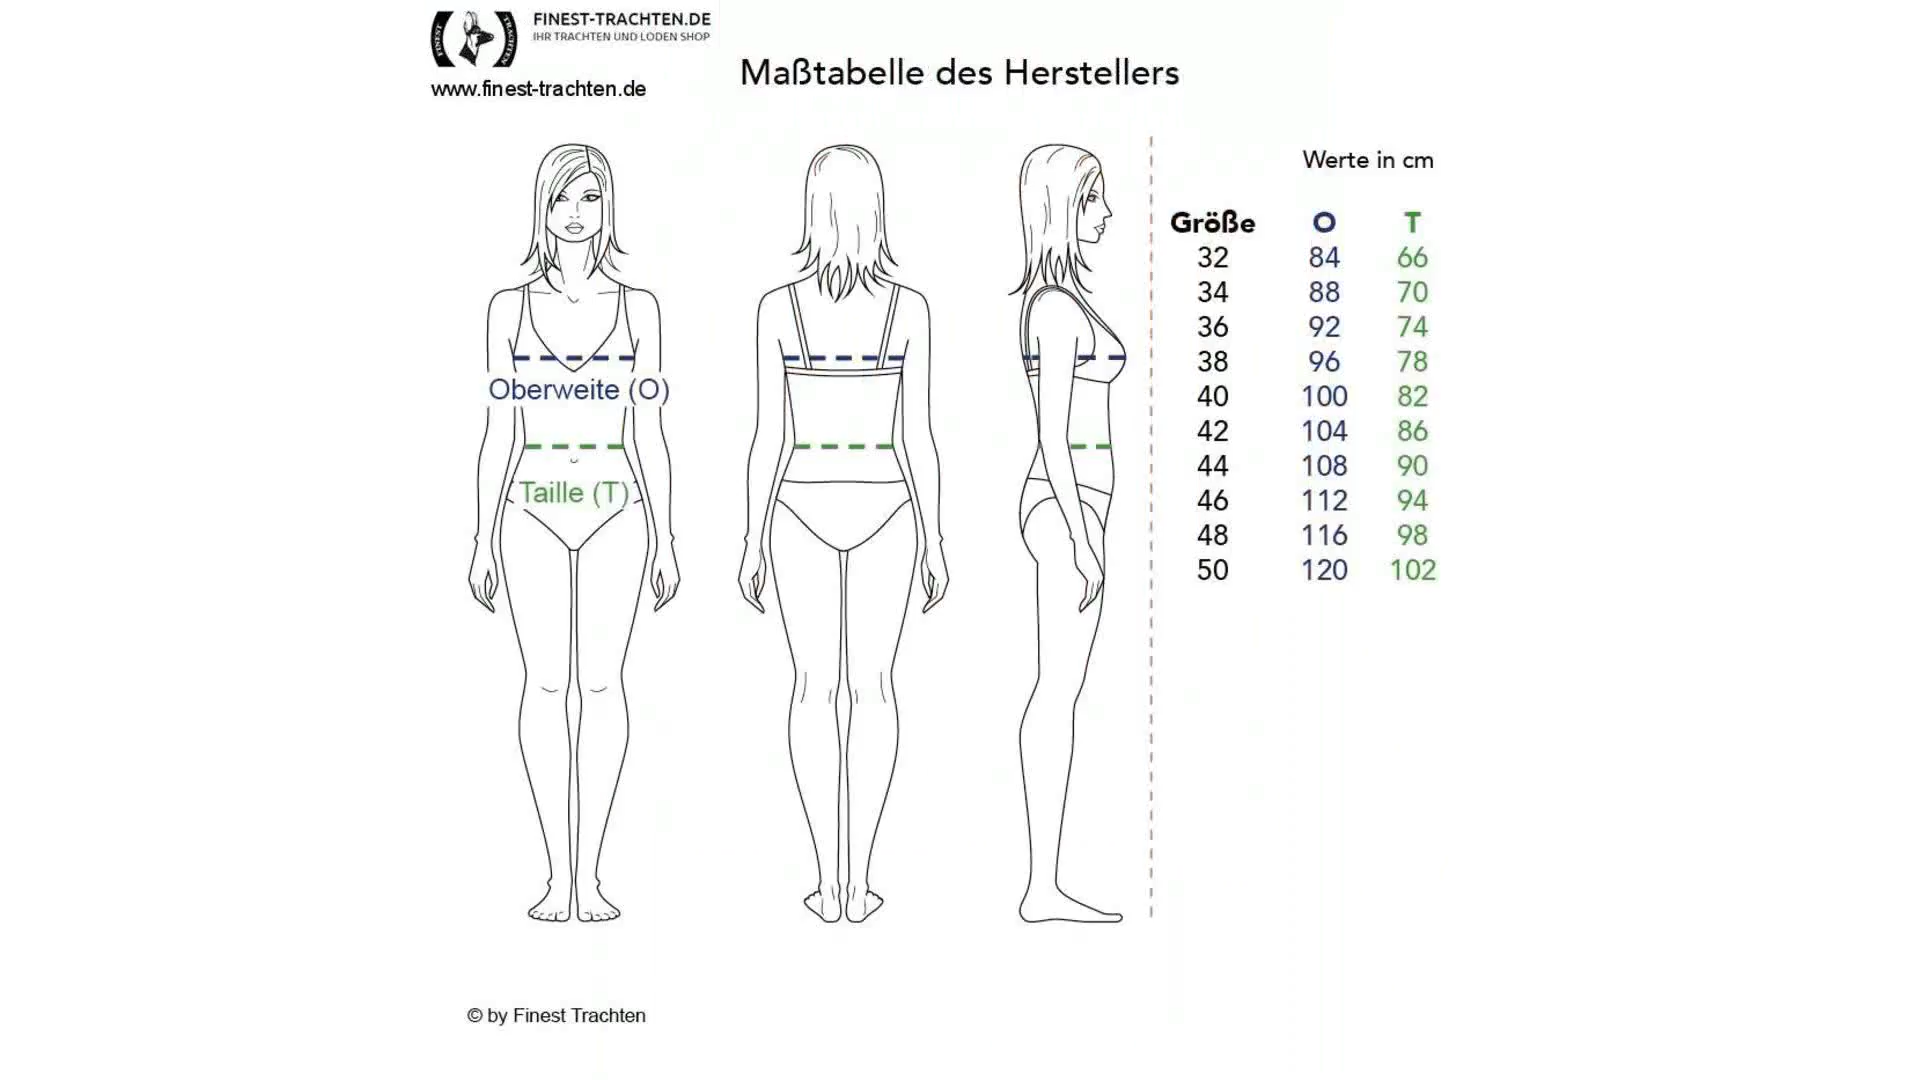 FINEST-TRACHTEN.DE
IHR TRACHTEN UND LODEN SHOP
FINEST
TRACHTEN
www.finest-trachten.de
Maßtabelle des Herstellers
Werte in cm
Größe O T
32 84 66
34 88 70
36 92 74
38 96 78
40 100 82
42 104 86
44 108 90
46 112 94
48 116 98
50 120 102
Oberweite (O)
Taille (T)
© by Finest Trachten